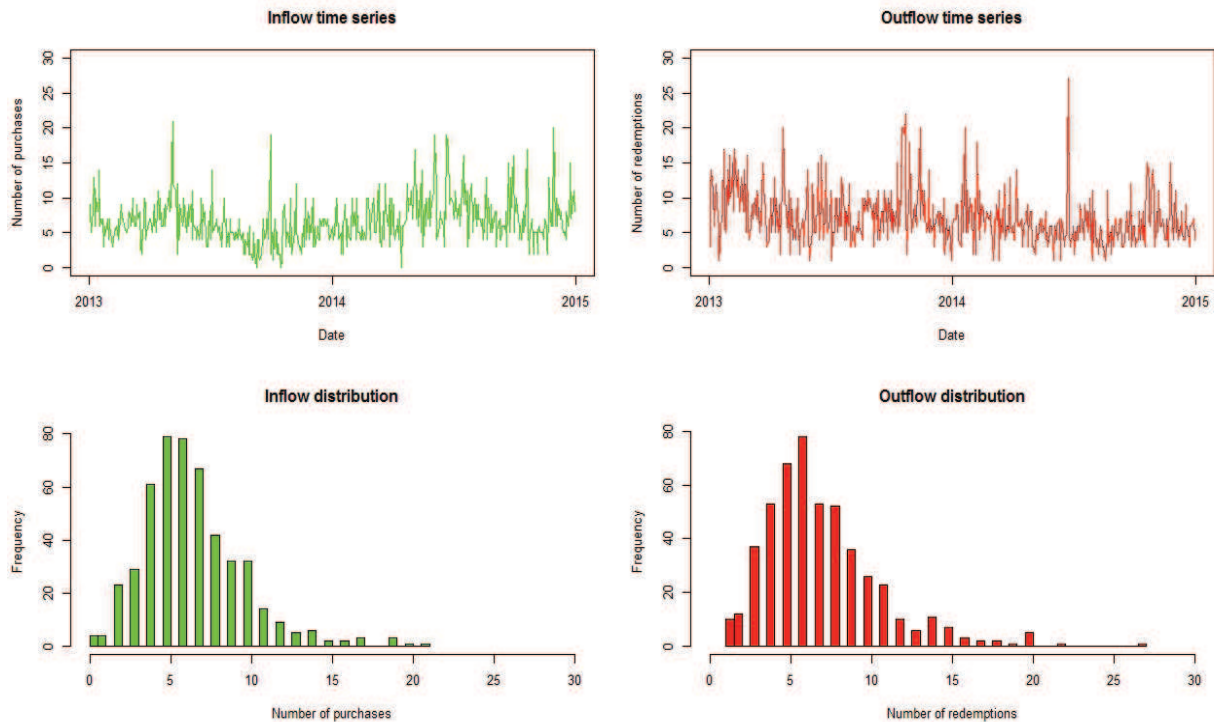 Inflow time series
Number of purchases
30
25
20
15
10
5
0
2013 2014 2015
Date
Outflow time series
Number of redemptions
30
25
20
15
10
5
0
2013 2014 2015
Date
Inflow distribution
Frequency
80
60
40
20
0
0 5 10 15 20 25 30
Number of purchases
Outflow distribution
Frequency
80
60
40
20
0
0 5 10 15 20 25 30
Number of redemptions